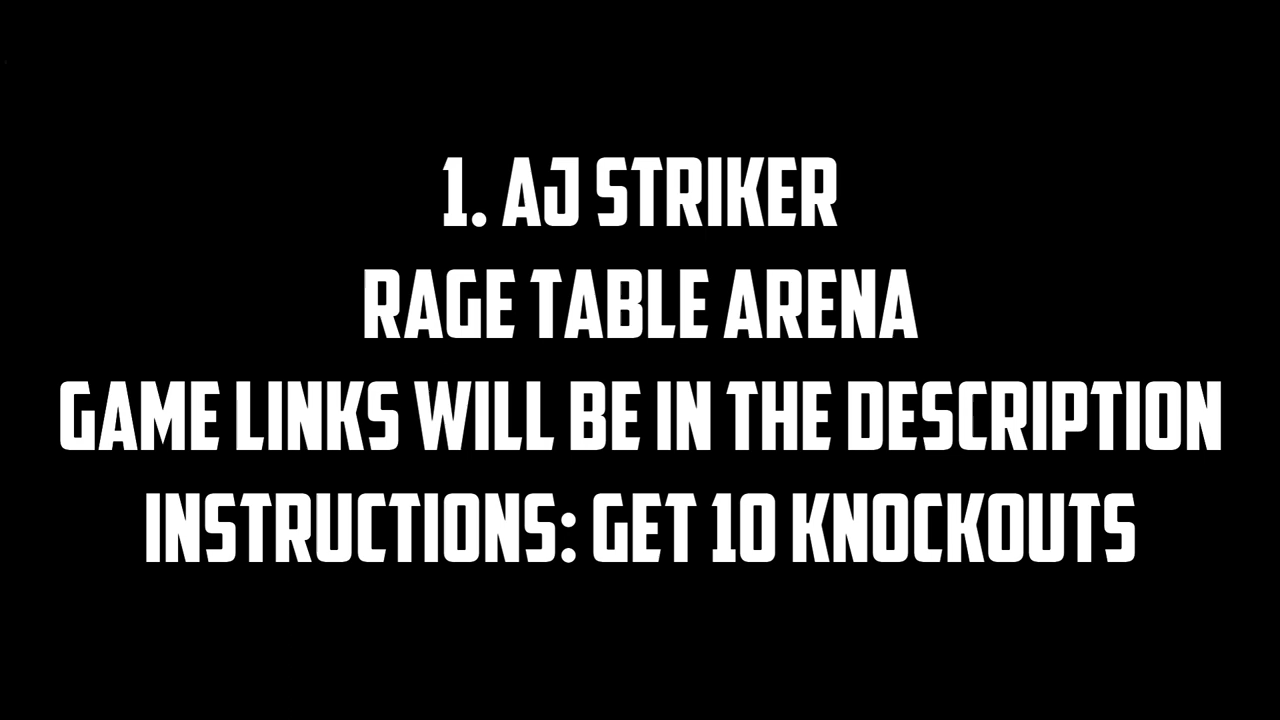 1. AJ STRIKER
RAGE TABLE ARENA
GAME LINKS WILL BE IN THE DESCRIPTION
INSTRUCTIONS: GET 10 KNOCKOUTS